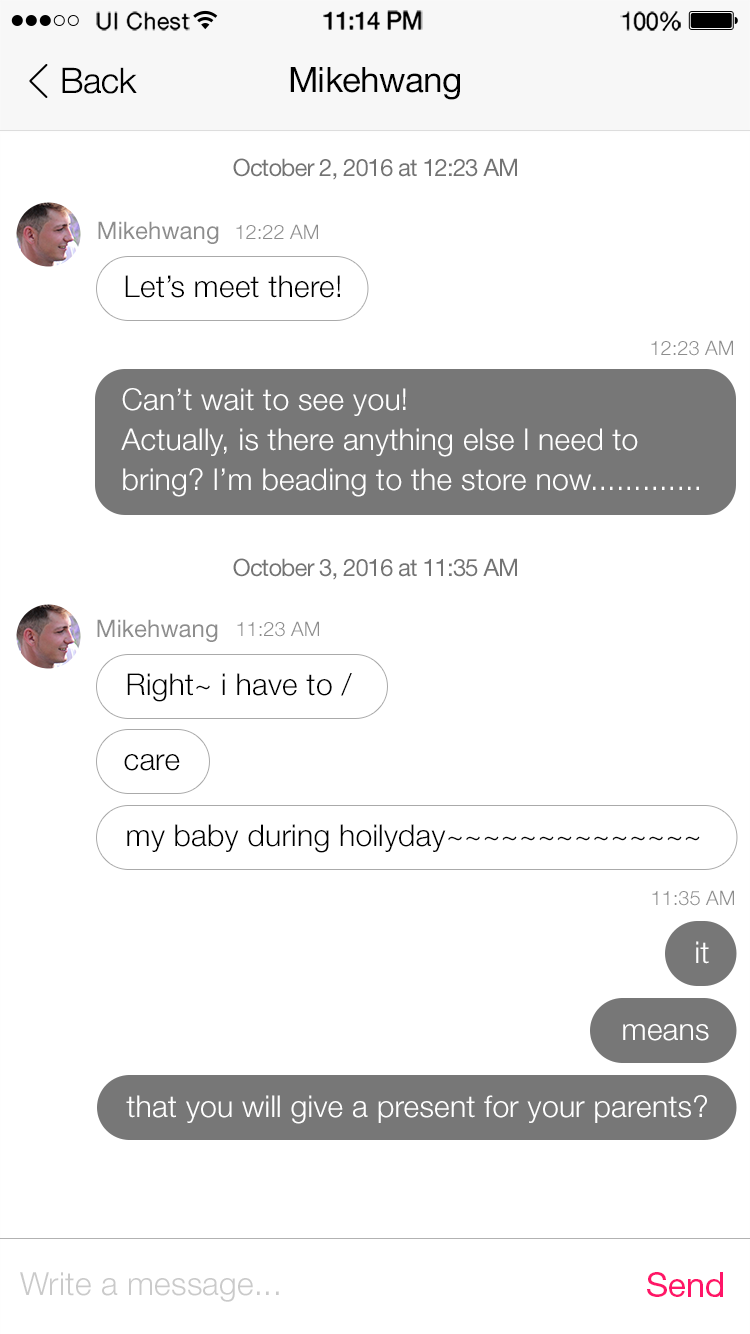 UI Chest 11:14 PM 100%
Back Mikehwang
October 2, 2016 at 12:23 AM
Mikehwang 12:22 AM
Let’s meet there!
12:23 AM
Can’t wait to see you!
Actually, is there anything else I need to
bring? I’m beading to the store now.............
October 3, 2016 at 11:35 AM
Mikehwang 11:23 AM
Right~ i have to /
care
my baby during hoilyday~~~~~~~~~~~~~~
11:35 AM
it
means
that you will give a present for your parents?
Write a message...
Send